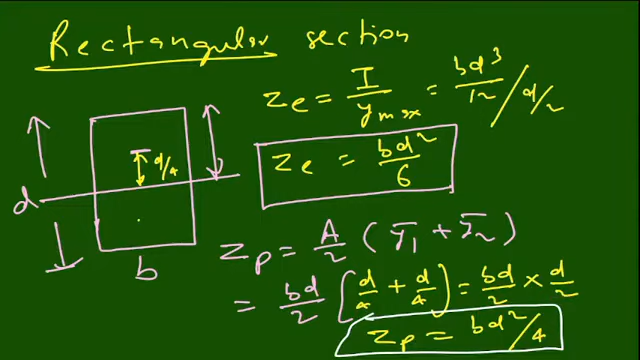 Rectangular section
Ze = I/ymax = bd³/12 / d/2
Ze = bd²/6
d/4
d
b
Zp = A/2 (ȳ1 + ȳ2)
= bd/2 [d/4 + d/4] = bd/2 × d/2
Zp = bd²/4